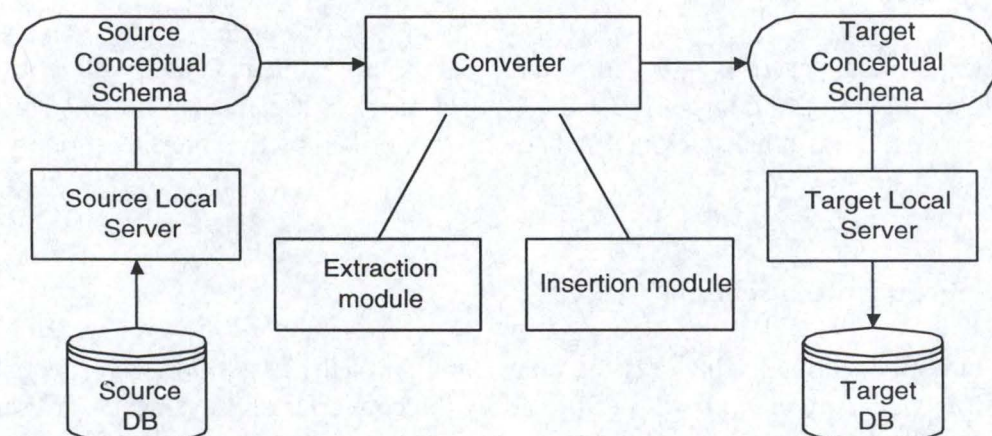 Source
Conceptual
Schema
Converter
Target
Conceptual
Schema
Source Local
Server
Target Local
Server
Extraction
module
Insertion module
Source
DB
Target
DB